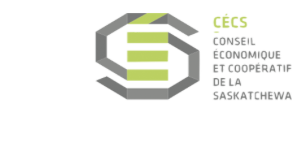 CÉCS
CONSEIL
ÉCONOMIQUE
ET COOPÉRATIF
DE LA
SASKATCHEWA